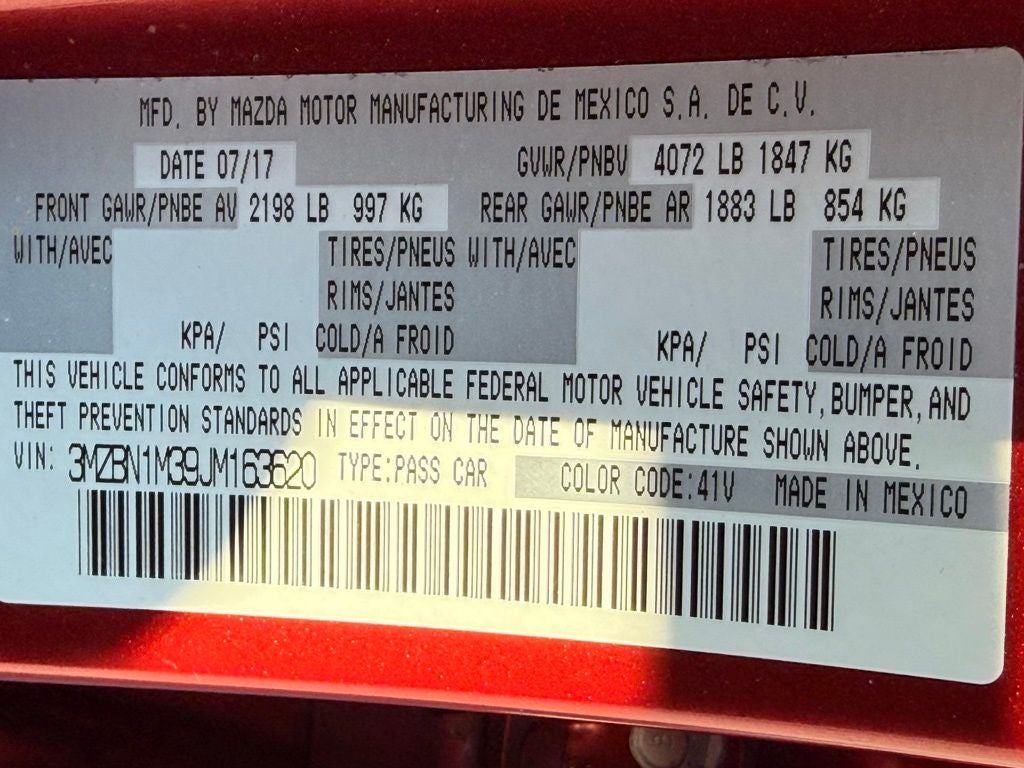 MFD. BY MAZDA MOTOR MANUFACTURING DE MEXICO S.A. DE C.V.
DATE 07/17 GVWR/PNBV 4072 LB 1847 KG
FRONT GAWR/PNBE AV 2198 LB 997 KG REAR GAWR/PNBE AR 1883 LB 854 KG
WITH/AVEC TIRES/PNEUS WITH/AVEC TIRES/PNEUS
RIMS/JANTES RIMS/JANTES
KPA/ PSI COLD/A FROID KPA/ PSI COLD/A FROID
THIS VEHICLE CONFORMS TO ALL APPLICABLE FEDERAL MOTOR VEHICLE SAFETY, BUMPER, AND
THEFT PREVENTION STANDARDS IN EFFECT ON THE DATE OF MANUFACTURE SHOWN ABOVE.
VIN: 3MZBN1M39JM163620 TYPE:PASS CAR COLOR CODE:41V MADE IN MEXICO